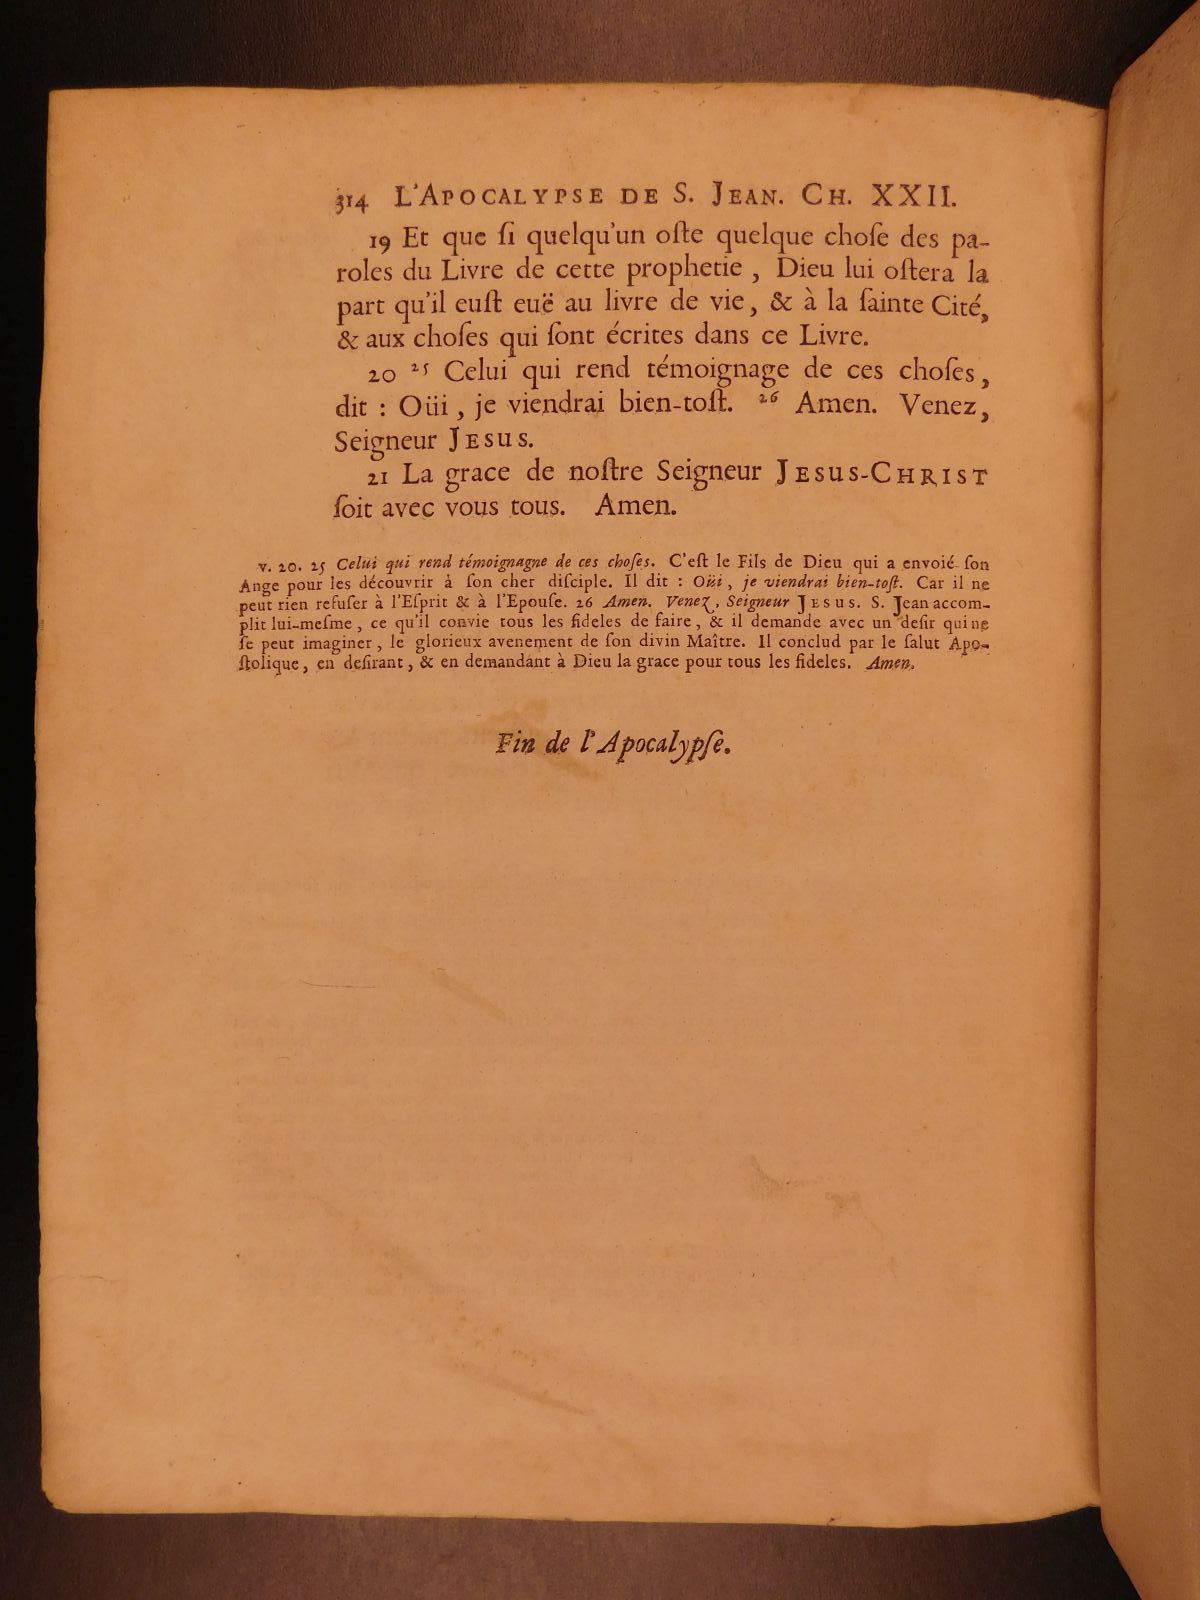 314 L'APOCALYPSE DE S. JEAN. CH. XXII.
19 Et que ſi quelqu'un oſte quelque choſe des pa-
roles du Livre de cette prophetie, Dieu lui oſtera la
part qu'il euſt euë au livre de vie, & à la ſainte Cité,
& aux choſes qui ſont écrites dans ce Livre.
20 ²⁵ Celui qui rend témoignage de ces choſes,
dit : Oüi, je viendrai bien-toſt. ²⁶ Amen. Venez,
Seigneur JESUS.
21 La grace de noſtre Seigneur JESUS-CHRIST
ſoit avec vous tous. Amen.
v. 20. 25 Celui qui rend témoignagne de ces choſes. C'eſt le Fils de Dieu qui a envoié ſon
Ange pour les découvrir à ſon cher diſciple. Il dit : Oüi, je viendrai bien-toſt. Car il ne
peut rien refuſer à l'Eſprit & à l'Epouſe. 26 Amen. Venez, Seigneur JESUS. S. Jean accom-
plit lui-meſme, ce qu'il convie tous les fideles de faire, & il demande avec un deſir qui ne
ſe peut imaginer, le glorieux avenement de ſon divin Maître. Il conclud par le ſalut Apo-
ſtolique, en deſirant, & en demandant à Dieu la grace pour tous les fideles. Amen.
Fin de l'Apocalypſe.